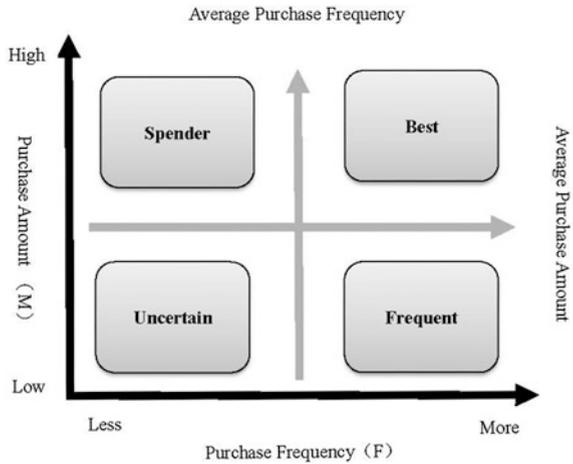 Average Purchase Frequency
High
Spender
Best
Purchase Amount （M）
Average Purchase Amount
Uncertain
Frequent
Low
Less
More
Purchase Frequency（F）